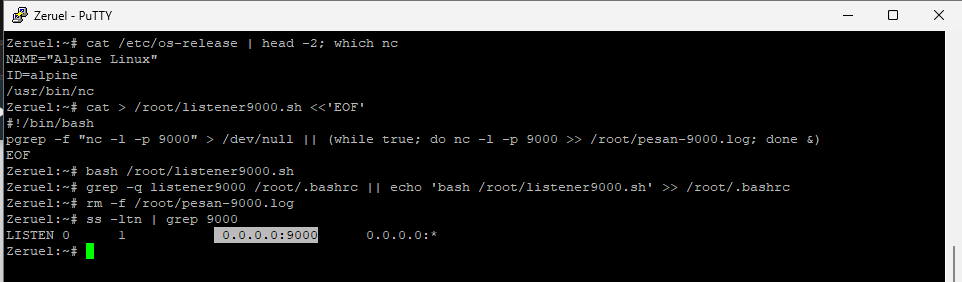 Zeruel - PuTTY
Zeruel:~# cat /etc/os-release | head -2; which nc
NAME="Alpine Linux"
ID=alpine
/usr/bin/nc
Zeruel:~# cat > /root/listener9000.sh <<'EOF'
#!/bin/bash
pgrep -f "nc -l -p 9000" > /dev/null || (while true; do nc -l -p 9000 >> /root/pesan-9000.log; done &)
EOF
Zeruel:~# bash /root/listener9000.sh
Zeruel:~# grep -q listener9000 /root/.bashrc || echo 'bash /root/listener9000.sh' >> /root/.bashrc
Zeruel:~# rm -f /root/pesan-9000.log
Zeruel:~# ss -ltn | grep 9000
LISTEN 0      1            0.0.0.0:9000      0.0.0.0:*
Zeruel:~#